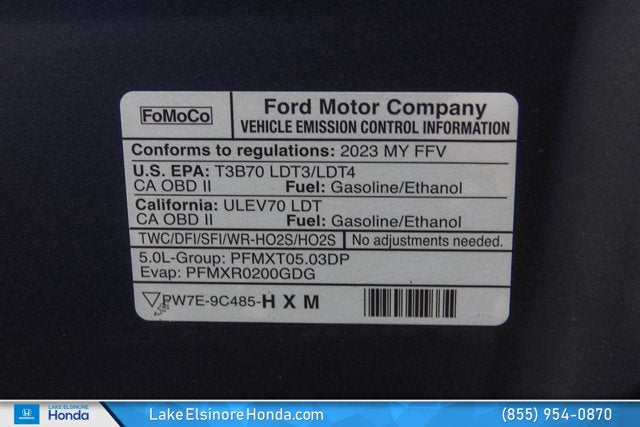 FoMoCo
Ford Motor Company
VEHICLE EMISSION CONTROL INFORMATION
Conforms to regulations: 2023 MY FFV
U.S. EPA: T3B70 LDT3/LDT4
CA OBD II Fuel: Gasoline/Ethanol
California: ULEV70 LDT
CA OBD II Fuel: Gasoline/Ethanol
TWC/DFI/SFI/WR-HO2S/HO2S No adjustments needed.
5.0L-Group: PFMXT05.03DP
Evap: PFMXR0200GDG
PW7E-9C485-H X M
HONDA
LAKE ELSINORE
Honda
LakeElsinoreHonda.com
(855) 954-0870